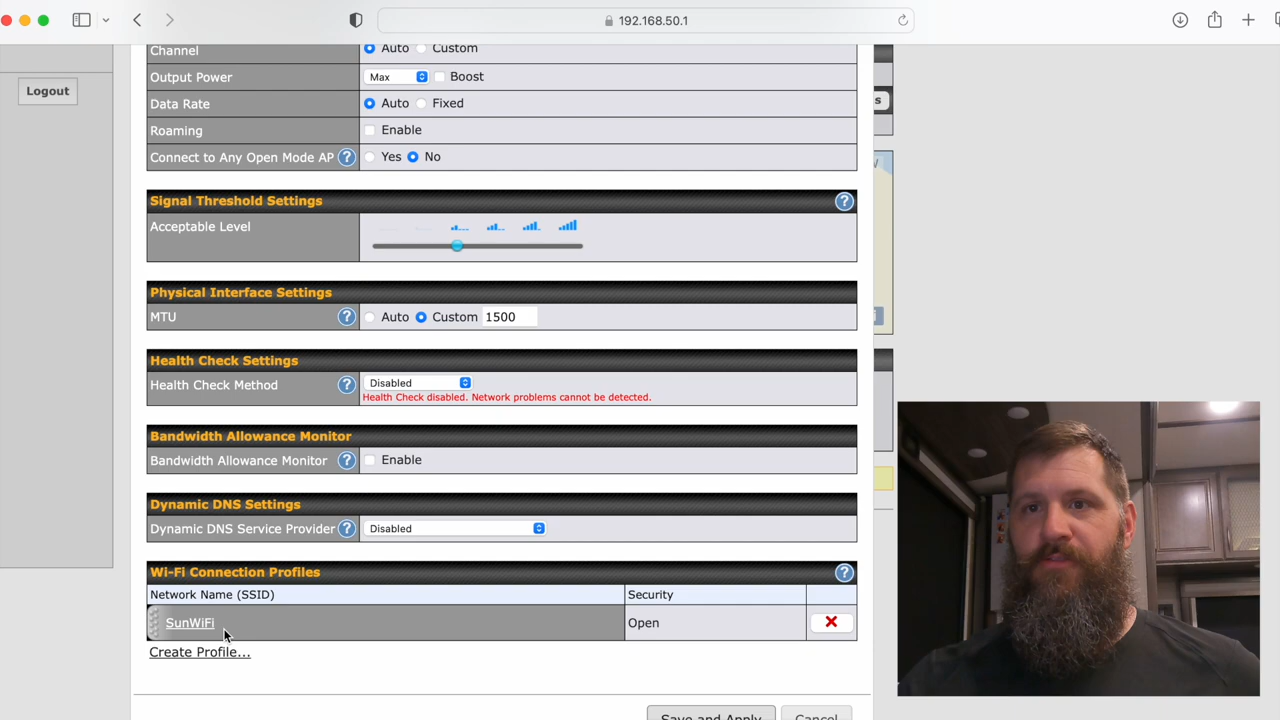 192.168.50.1
Logout
Channel Auto Custom
Output Power Max Boost
Data Rate Auto Fixed
Roaming Enable
Connect to Any Open Mode AP ? Yes No
Signal Threshold Settings ?
Acceptable Level
Physical Interface Settings
MTU ? Auto Custom 1500
Health Check Settings
Health Check Method ? Disabled
Health Check disabled. Network problems cannot be detected.
Bandwidth Allowance Monitor
Bandwidth Allowance Monitor ? Enable
Dynamic DNS Settings
Dynamic DNS Service Provider ? Disabled
Wi-Fi Connection Profiles ?
Network Name (SSID) Security
SunWiFi Open
Create Profile...
Save and Apply Cancel